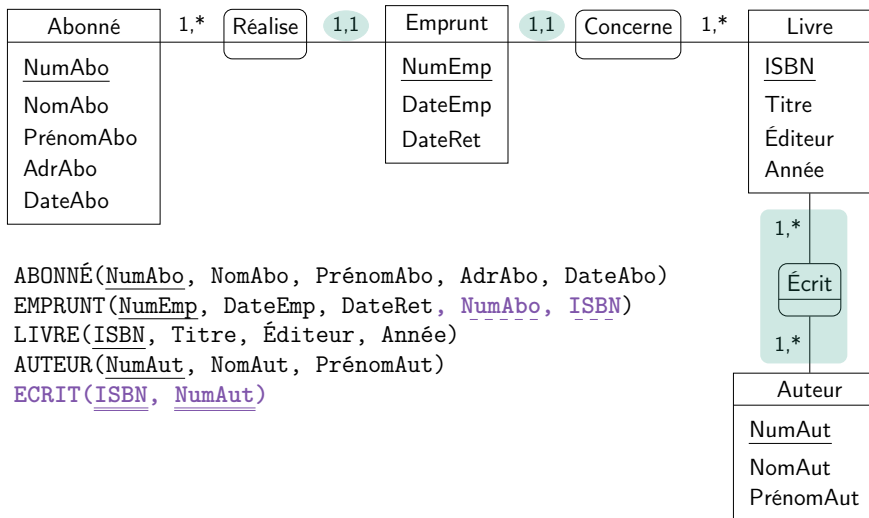 Abonné 1,* Réalise 1,1 Emprunt 1,1 Concerne 1,* Livre
NumAbo
NomAbo
PrénomAbo
AdrAbo
DateAbo
NumEmp
DateEmp
DateRet
ISBN
Titre
Éditeur
Année
1,*
Écrit
1,*
Auteur
NumAut
NomAut
PrénomAut
ABONNÉ(NumAbo, NomAbo, PrénomAbo, AdrAbo, DateAbo)
EMPRUNT(NumEmp, DateEmp, DateRet, NumAbo, ISBN)
LIVRE(ISBN, Titre, Éditeur, Année)
AUTEUR(NumAut, NomAut, PrénomAut)
ECRIT(ISBN, NumAut)